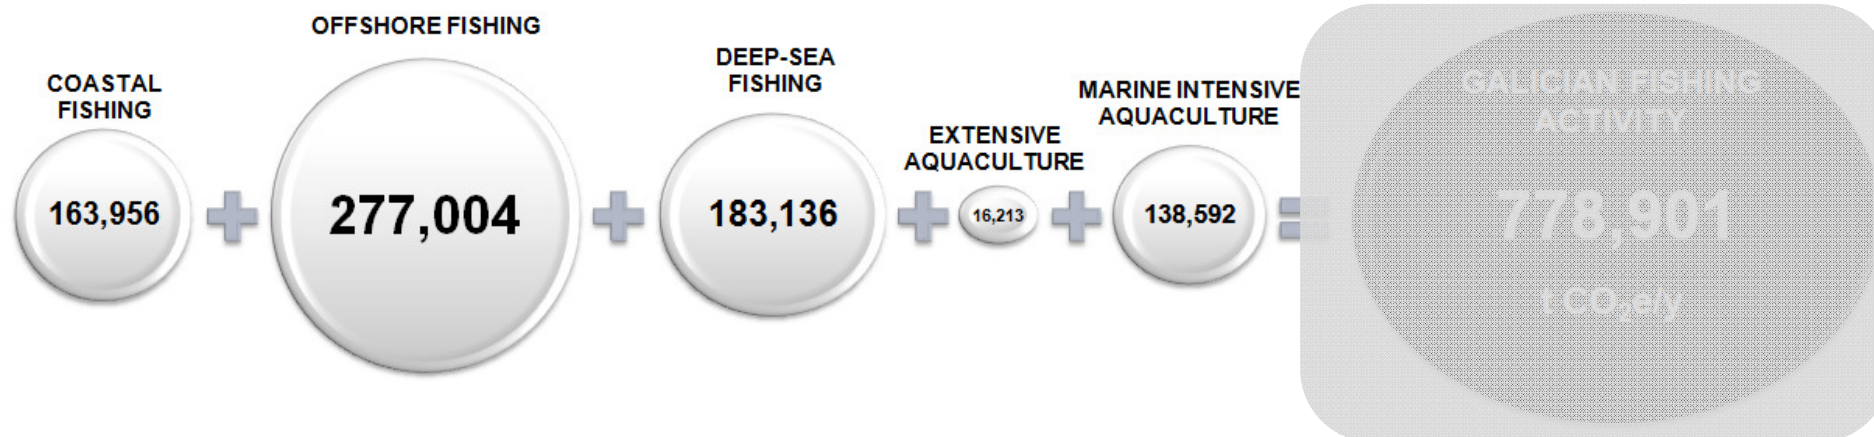 COASTAL
FISHING
163,956
OFFSHORE FISHING
277,004
DEEP-SEA
FISHING
183,136
EXTENSIVE
AQUACULTURE
16,213
MARINE INTENSIVE
AQUACULTURE
138,592
GALICIAN FISHING
ACTIVITY
778,901
t CO₂e/y